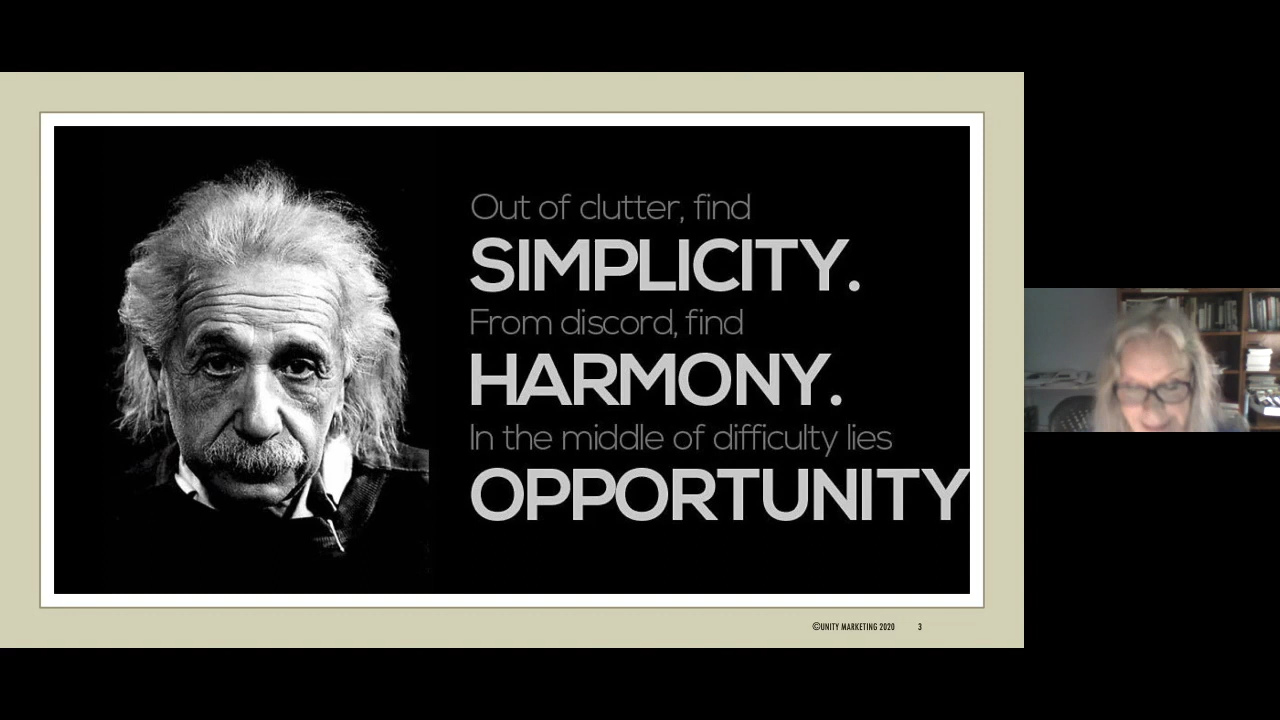 Out of clutter, find
SIMPLICITY.
From discord, find
HARMONY.
In the middle of difficulty lies
OPPORTUNITY
©UNITY MARKETING 2020
3